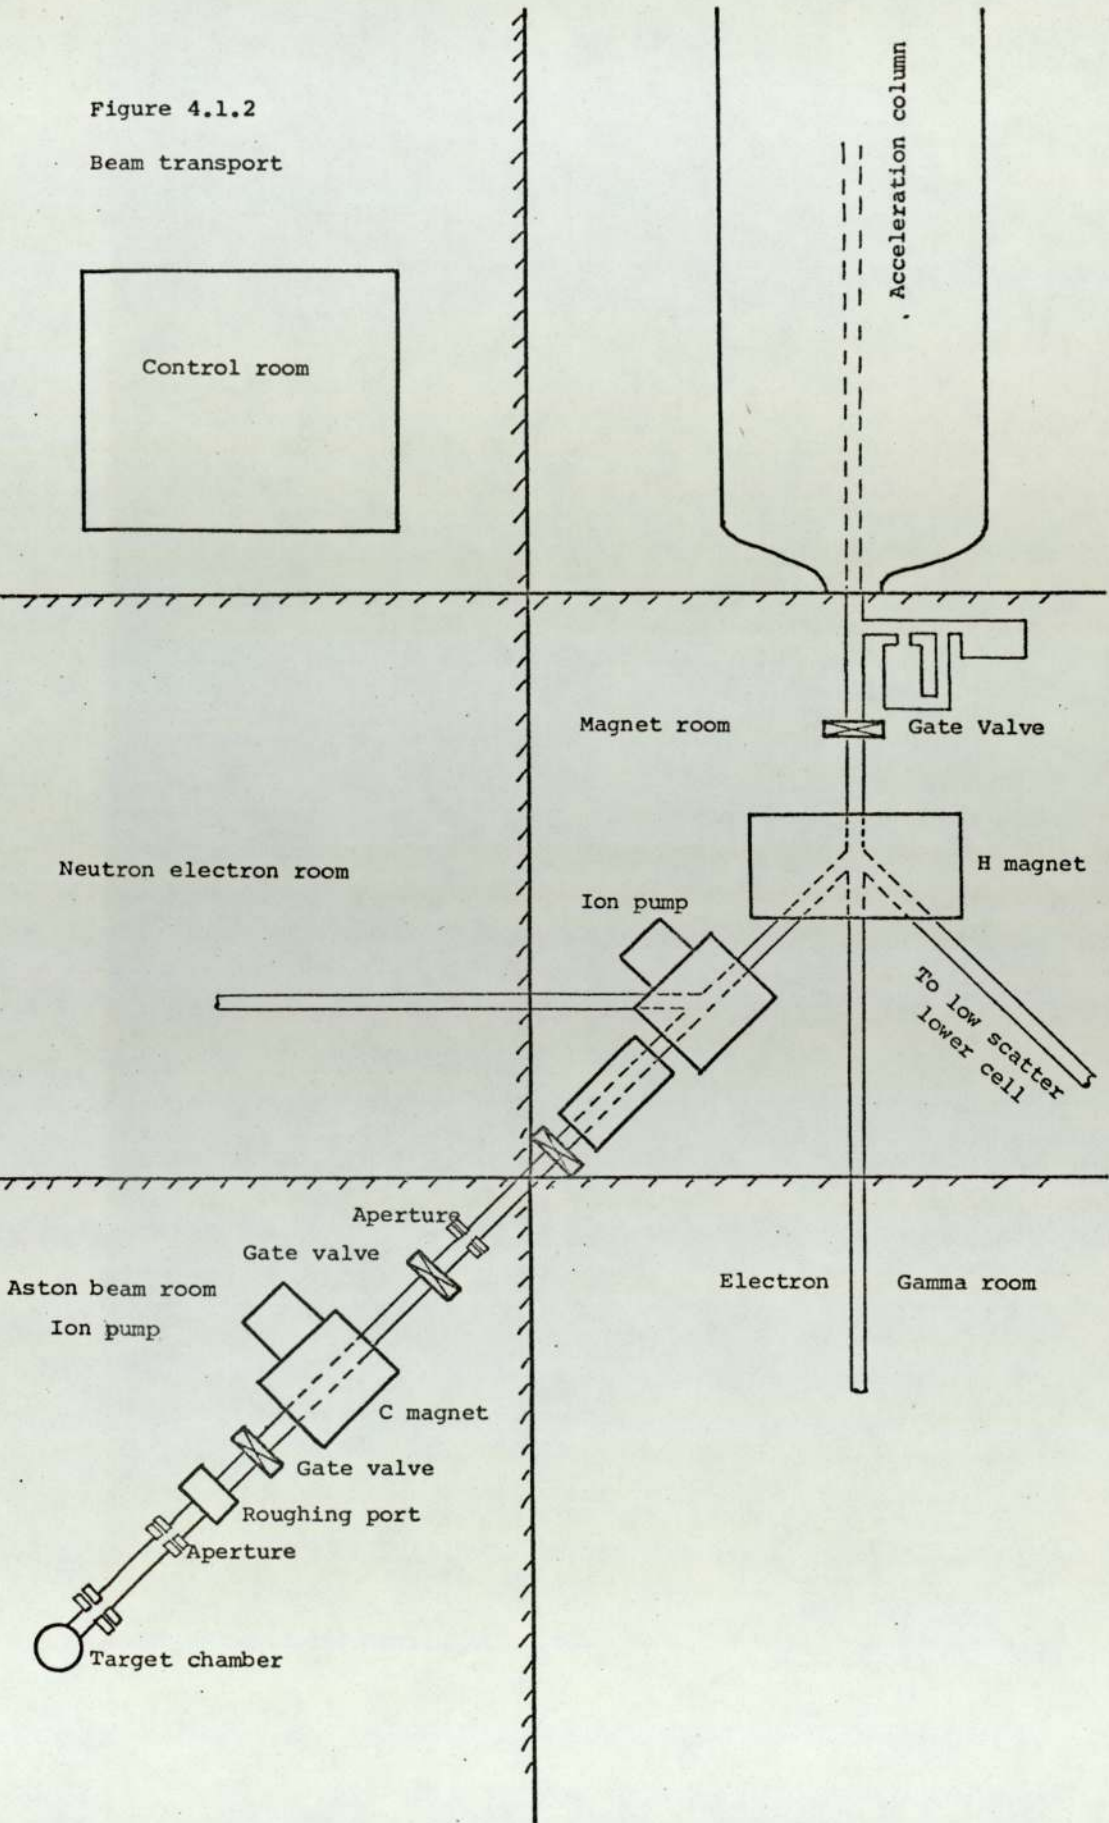 Figure 4.1.2
Beam transport
Acceleration column
Control room
Magnet room
Gate Valve
Neutron electron room
H magnet
Ion pump
To low scatter
lower cell
Aperture
Gate valve
Aston beam room
Ion pump
Electron
Gamma room
C magnet
Gate valve
Roughing port
Aperture
Target chamber